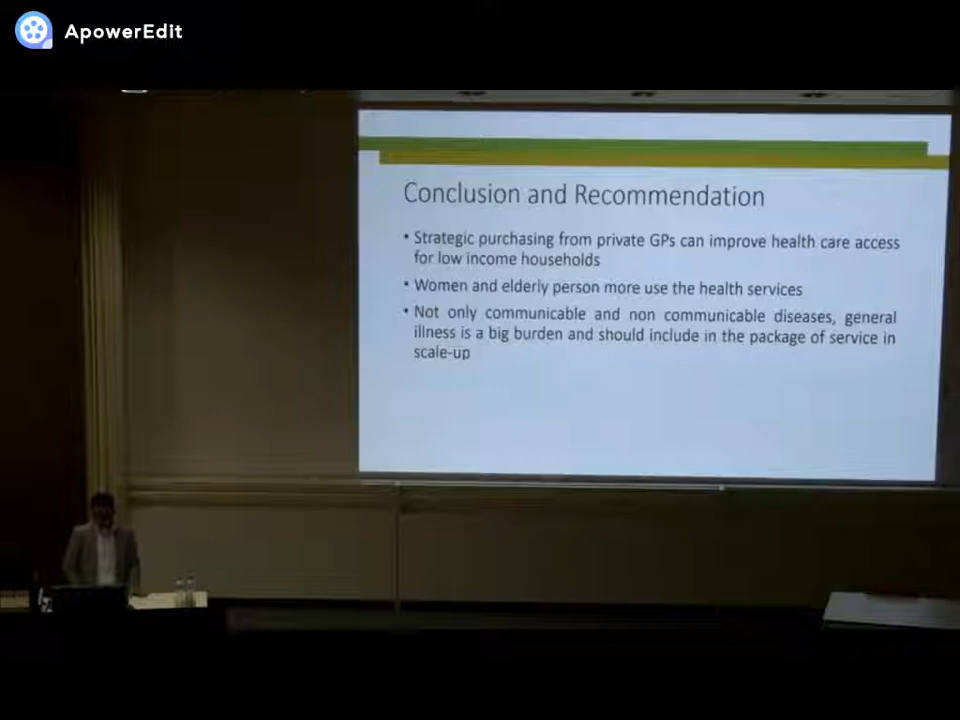 ApowerEdit
Conclusion and Recommendation
• Strategic purchasing from private GPs can improve health care access
for low income households
• Women and elderly person more use the health services
• Not only communicable and non communicable diseases, general
illness is a big burden and should include in the package of service in
scale-up